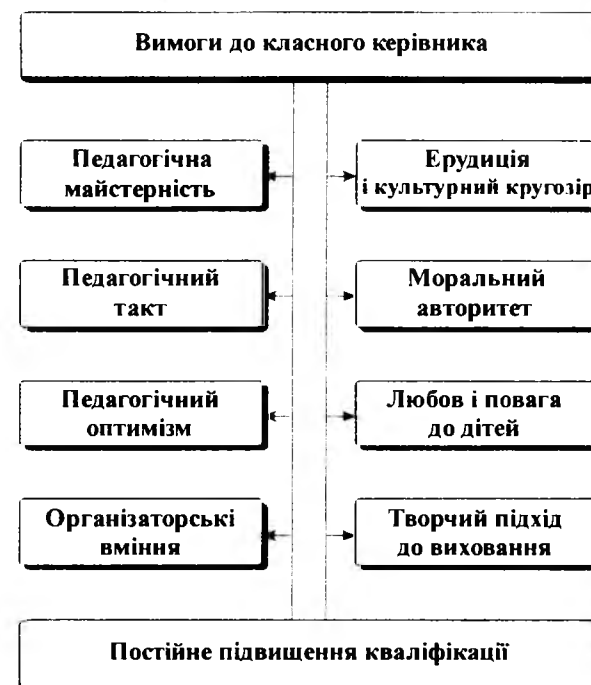 Вимоги до класного керівника
Педагогічна
майстерність
Ерудиція
і культурний кругозір
Педагогічний
такт
Моральний
авторитет
Педагогічний
оптимізм
Любов і повага
до дітей
Організаторські
вміння
Творчий підхід
до виховання
Постійне підвищення кваліфікації